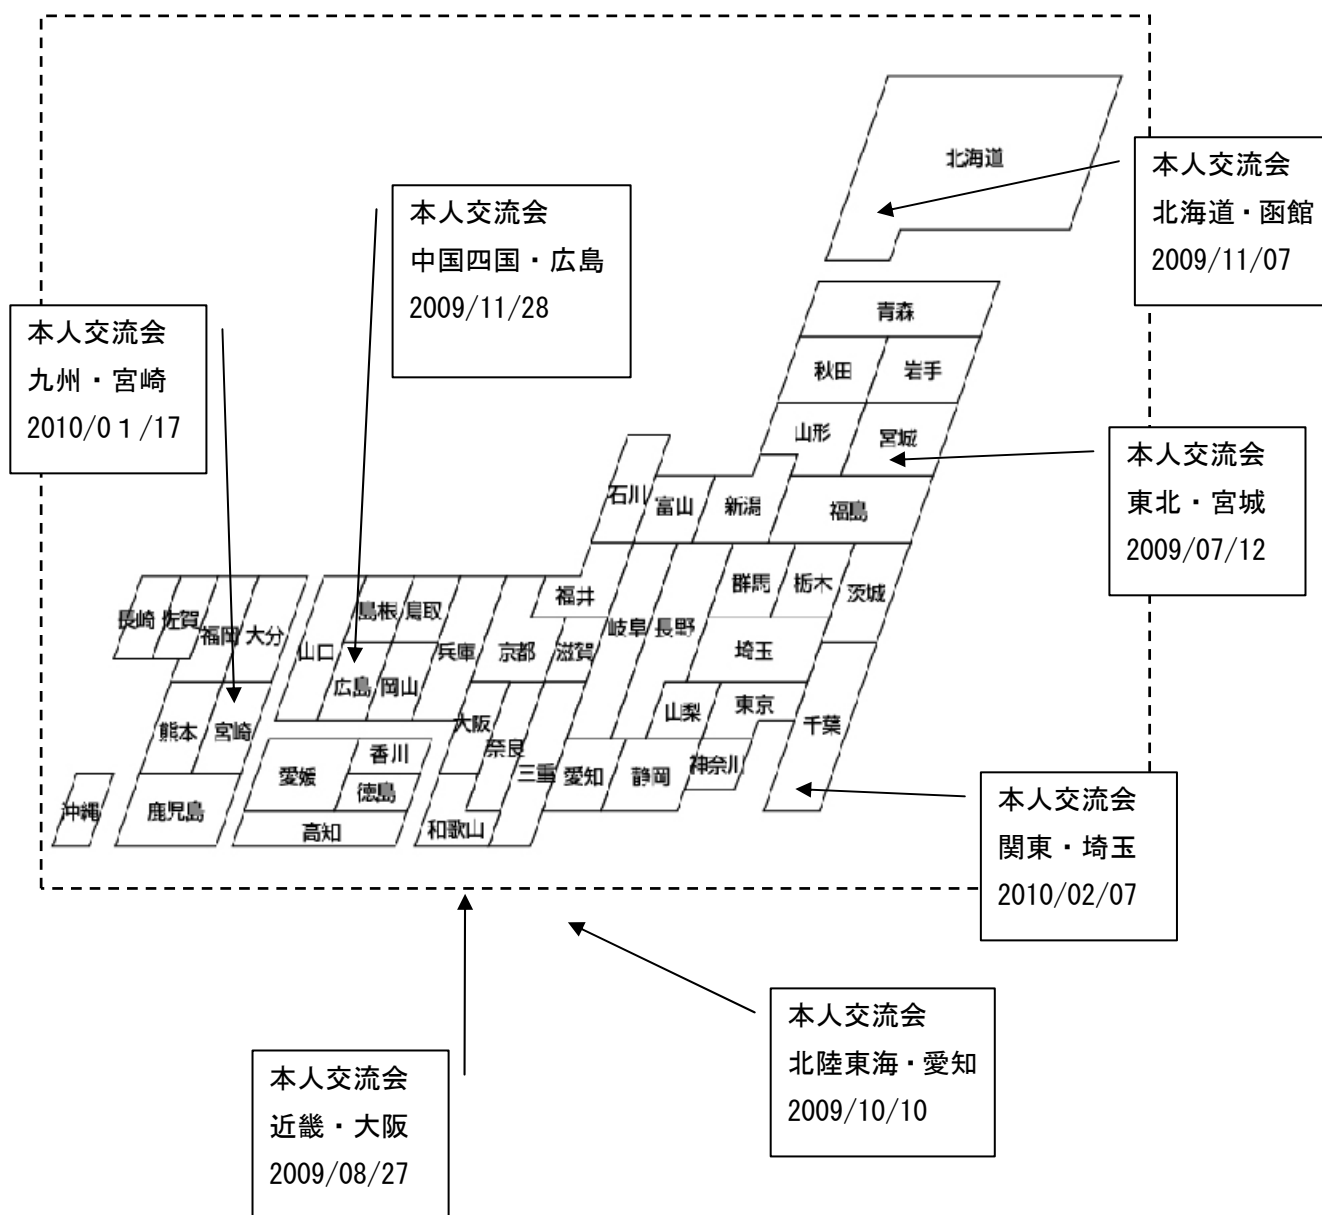 北海道
本人交流会
北海道・函館
2009/11/07
本人交流会
中国四国・広島
2009/11/28
本人交流会
九州・宮崎
2010/0１/17
青森
秋田
岩手
山形
宮城
本人交流会
東北・宮城
2009/07/12
石川
富山
新潟
福島
福井
岐阜
長野
群馬
栃木
茨城
長崎
佐賀
福岡
大分
山口
島根
鳥取
兵庫
京都
滋賀
埼玉
広島
岡山
熊本
宮崎
大阪
奈良
三重
愛知
静岡
山梨
東京
神奈川
千葉
愛媛
香川
徳島
高知
和歌山
沖縄
鹿児島
本人交流会
関東・埼玉
2010/02/07
本人交流会
北陸東海・愛知
2009/10/10
本人交流会
近畿・大阪
2009/08/27